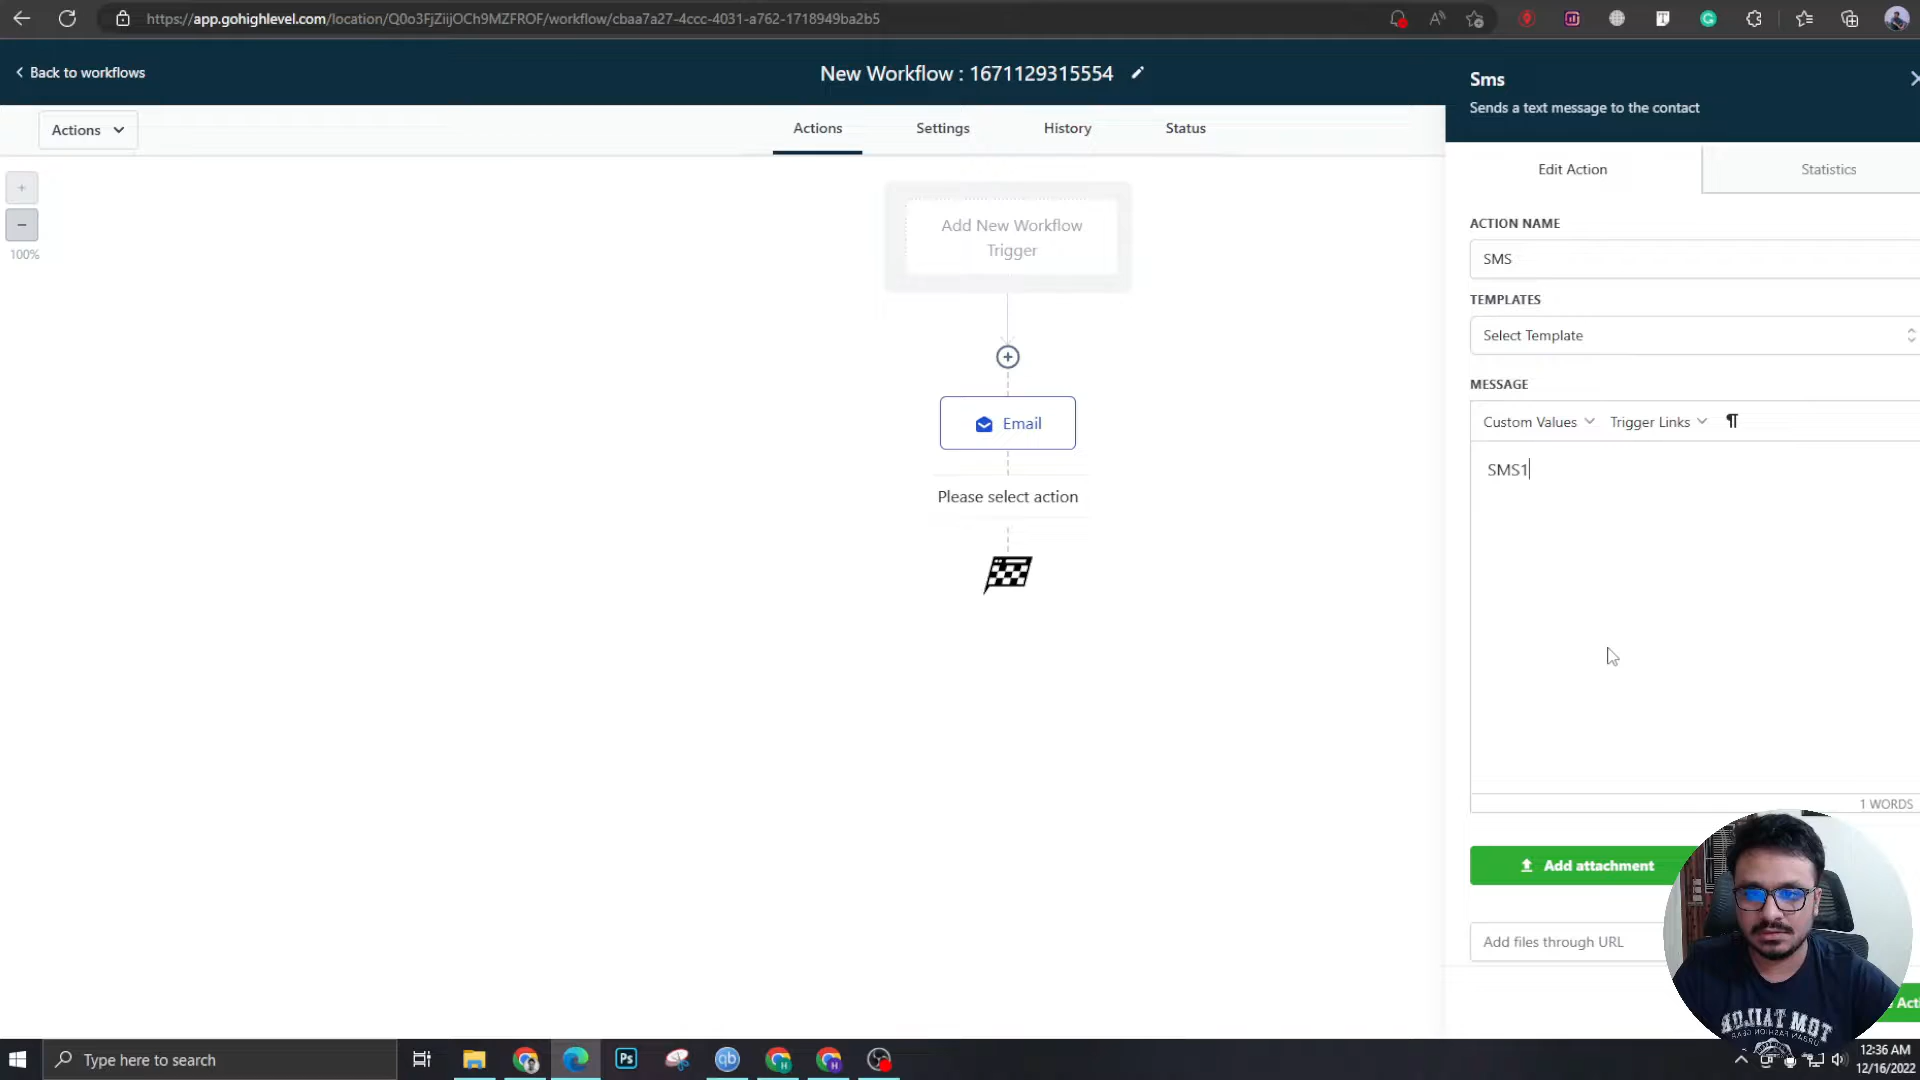 https://app.gohighlevel.com/location/Q0o3FjZiijOCh9MZFROF/workflow/cbaa7a27-4ccc-4031-a762-1718949ba2b5
Back to workflows
New Workflow : 1671129315554
Sms
Sends a text message to the contact
Actions
Actions
Settings
History
Status
Edit Action
Statistics
+
−
100%
Add New Workflow
Trigger
ACTION NAME
SMS
TEMPLATES
Select Template
Email
Please select action
MESSAGE
Custom Values
Trigger Links
SMS1
1 WORDS
Add attachment
Add files through URL
Type here to search
Ps
qb
12:36 AM
12/16/2022